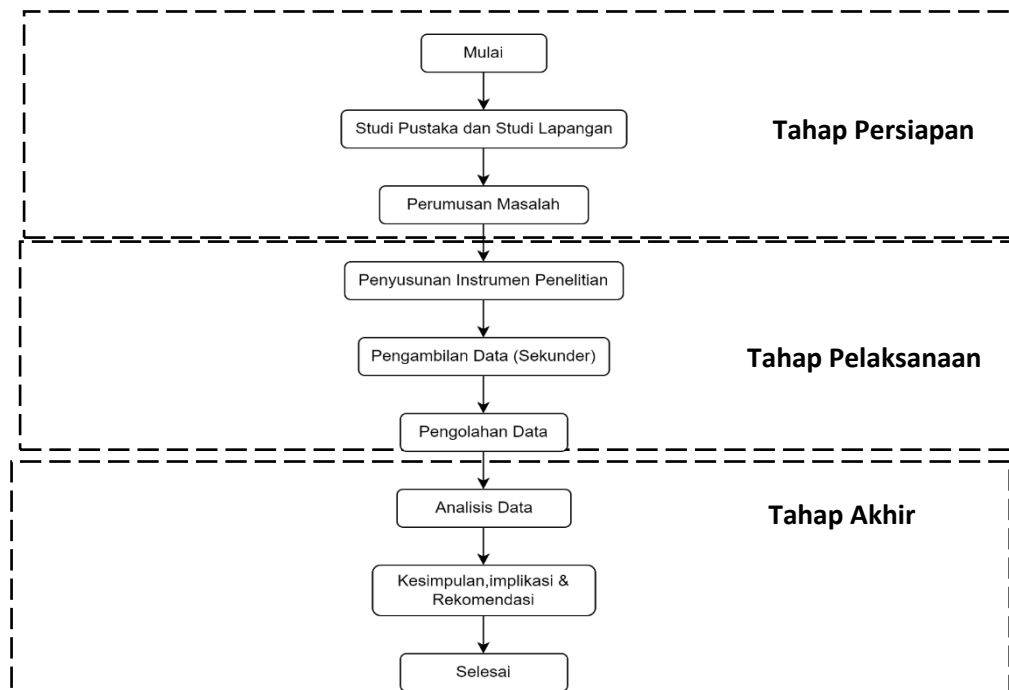 Mulai
Studi Pustaka dan Studi Lapangan
Tahap Persiapan
Perumusan Masalah
Penyusunan Instrumen Penelitian
Pengambilan Data (Sekunder)
Tahap Pelaksanaan
Pengolahan Data
Analisis Data
Tahap Akhir
Kesimpulan,implikasi &
Rekomendasi
Selesai